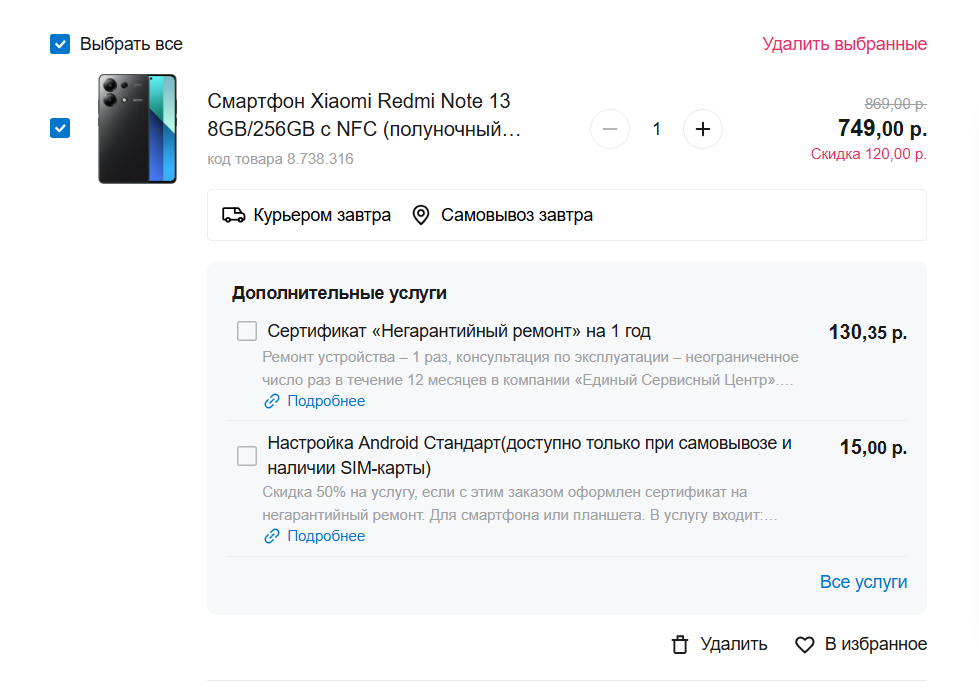 Выбрать все
Удалить выбранные
Смартфон Xiaomi Redmi Note 13
8GB/256GB с NFC (полуночный…
код товара 8.738.316
1
869,00 р.
749,00 р.
Скидка 120,00 р.
Курьером завтра
Самовывоз завтра
Дополнительные услуги
Сертификат «Негарантийный ремонт» на 1 год
130,35 р.
Ремонт устройства – 1 раз, консультация по эксплуатации – неограниченное
число раз в течение 12 месяцев в компании «Единый Сервисный Центр».…
Подробнее
Настройка Android Стандарт(доступно только при самовывозе и
наличии SIM-карты)
15,00 р.
Скидка 50% на услугу, если с этим заказом оформлен сертификат на
негарантийный ремонт. Для смартфона или планшета. В услугу входит:…
Подробнее
Все услуги
Удалить
В избранное